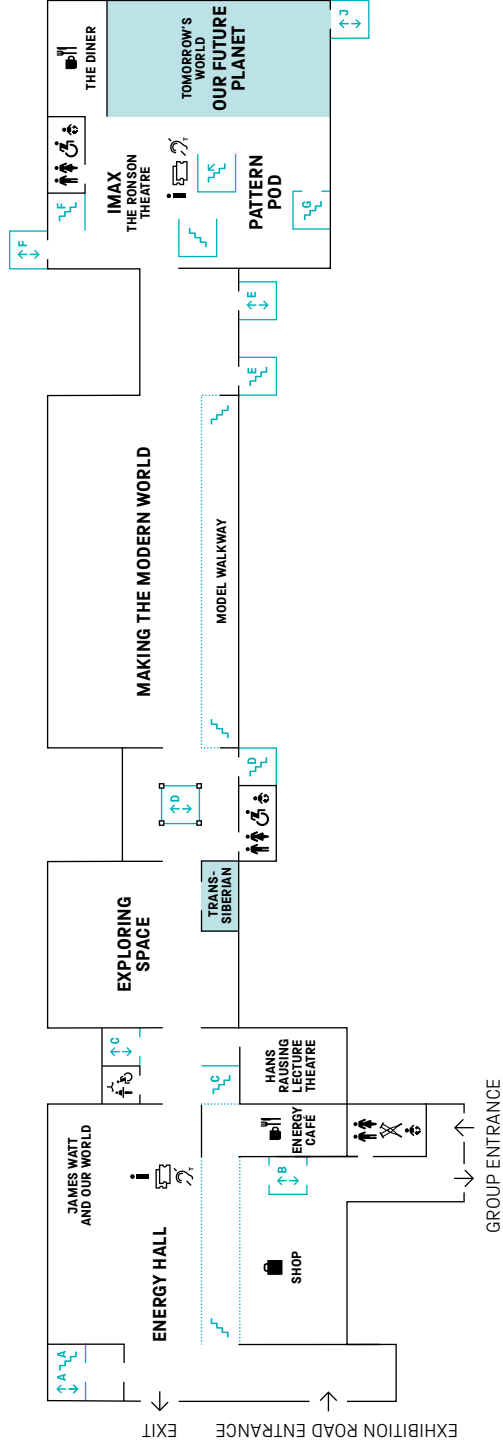 EXIT
EXHIBITION ROAD ENTRANCE
GROUP ENTRANCE
A
A
ENERGY HALL
JAMES WATT
AND OUR WORLD
SHOP
B
ENERGY
CAFÉ
C
C
HANS
RAUSING
LECTURE
THEATRE
EXPLORING
SPACE
TRANS-
SIBERIAN
D
D
MAKING THE MODERN WORLD
MODEL WALKWAY
E
E
F
F
IMAX
THE RONSON
THEATRE
PATTERN
POD
G
THE DINER
TOMORROW'S
WORLD
OUR FUTURE
PLANET
J